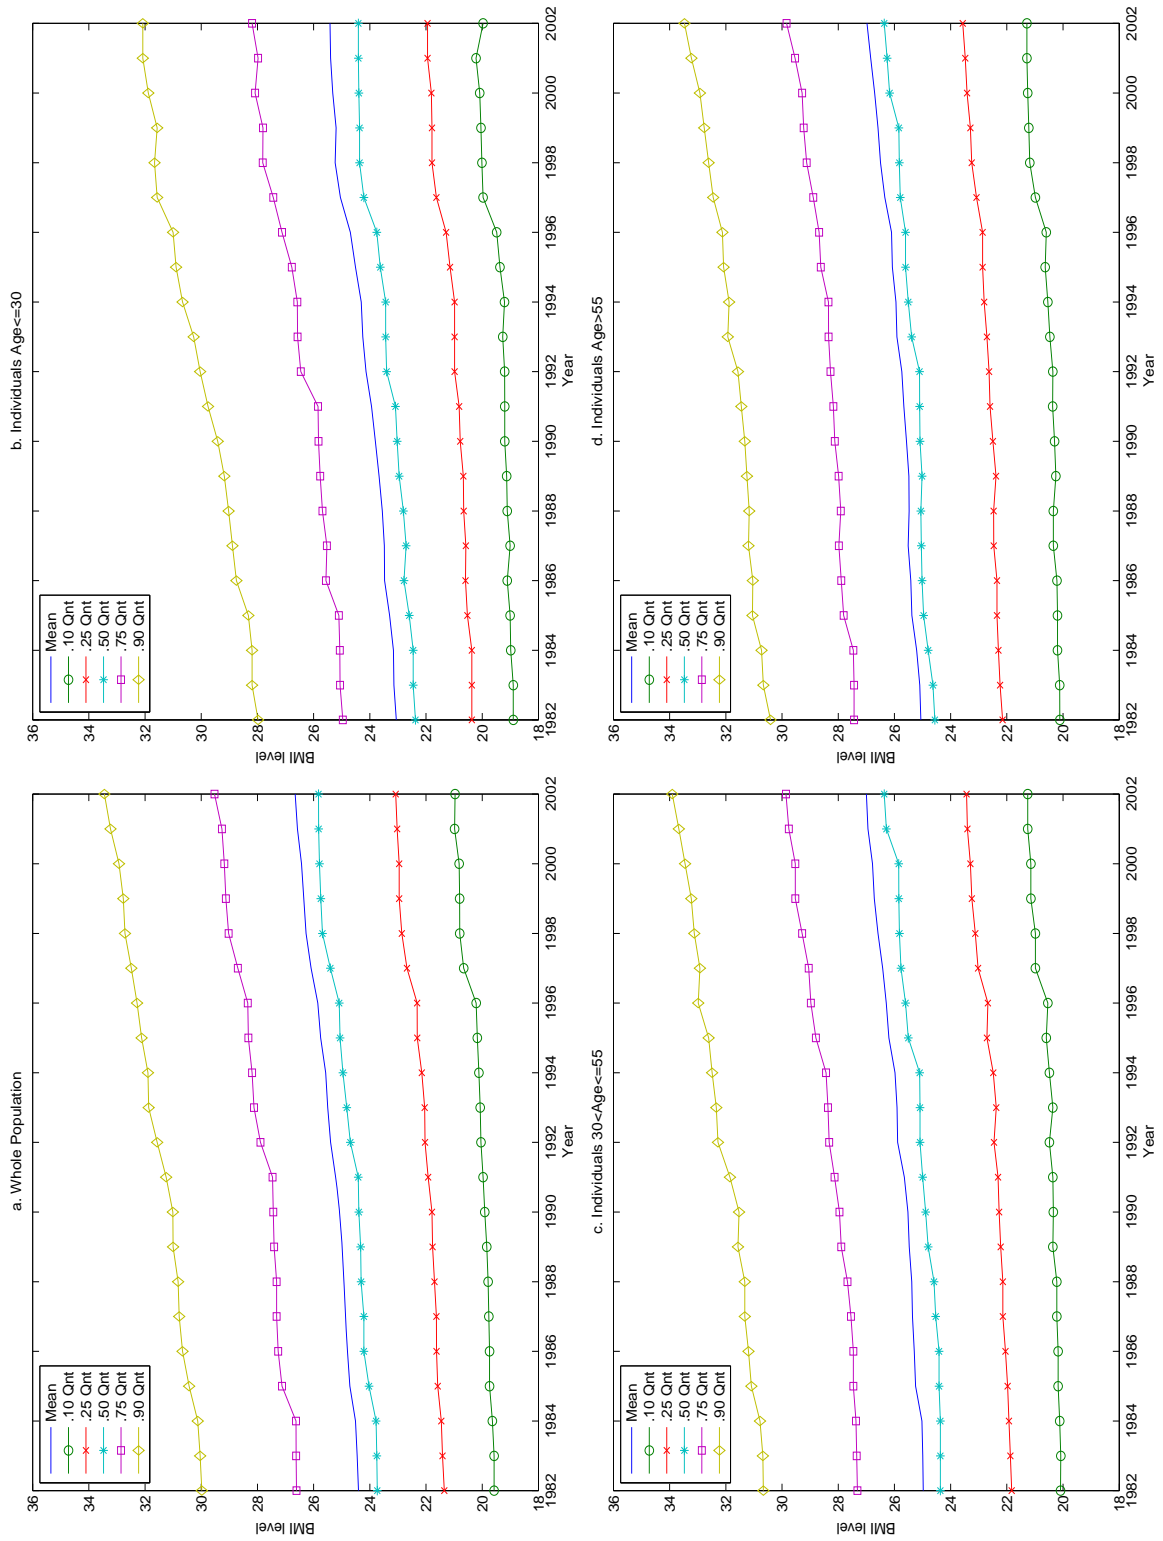 a. Whole Population
36
34
32
30
28
26
24
22
20
18
BMI level
Mean
.10 Qnt
.25 Qnt
.50 Qnt
.75 Qnt
.90 Qnt
1982
1984
1986
1988
1990
1992
1994
1996
1998
2000
2002
Year
b. Individuals Age<=30
36
34
32
30
28
26
24
22
20
18
BMI level
Mean
.10 Qnt
.25 Qnt
.50 Qnt
.75 Qnt
.90 Qnt
1982
1984
1986
1988
1990
1992
1994
1996
1998
2000
2002
Year
c. Individuals 30<Age<=55
36
34
32
30
28
26
24
22
20
18
BMI level
Mean
.10 Qnt
.25 Qnt
.50 Qnt
.75 Qnt
.90 Qnt
1982
1984
1986
1988
1990
1992
1994
1996
1998
2000
2002
Year
d. Individuals Age>55
36
34
32
30
28
26
24
22
20
18
BMI level
Mean
.10 Qnt
.25 Qnt
.50 Qnt
.75 Qnt
.90 Qnt
1982
1984
1986
1988
1990
1992
1994
1996
1998
2000
2002
Year